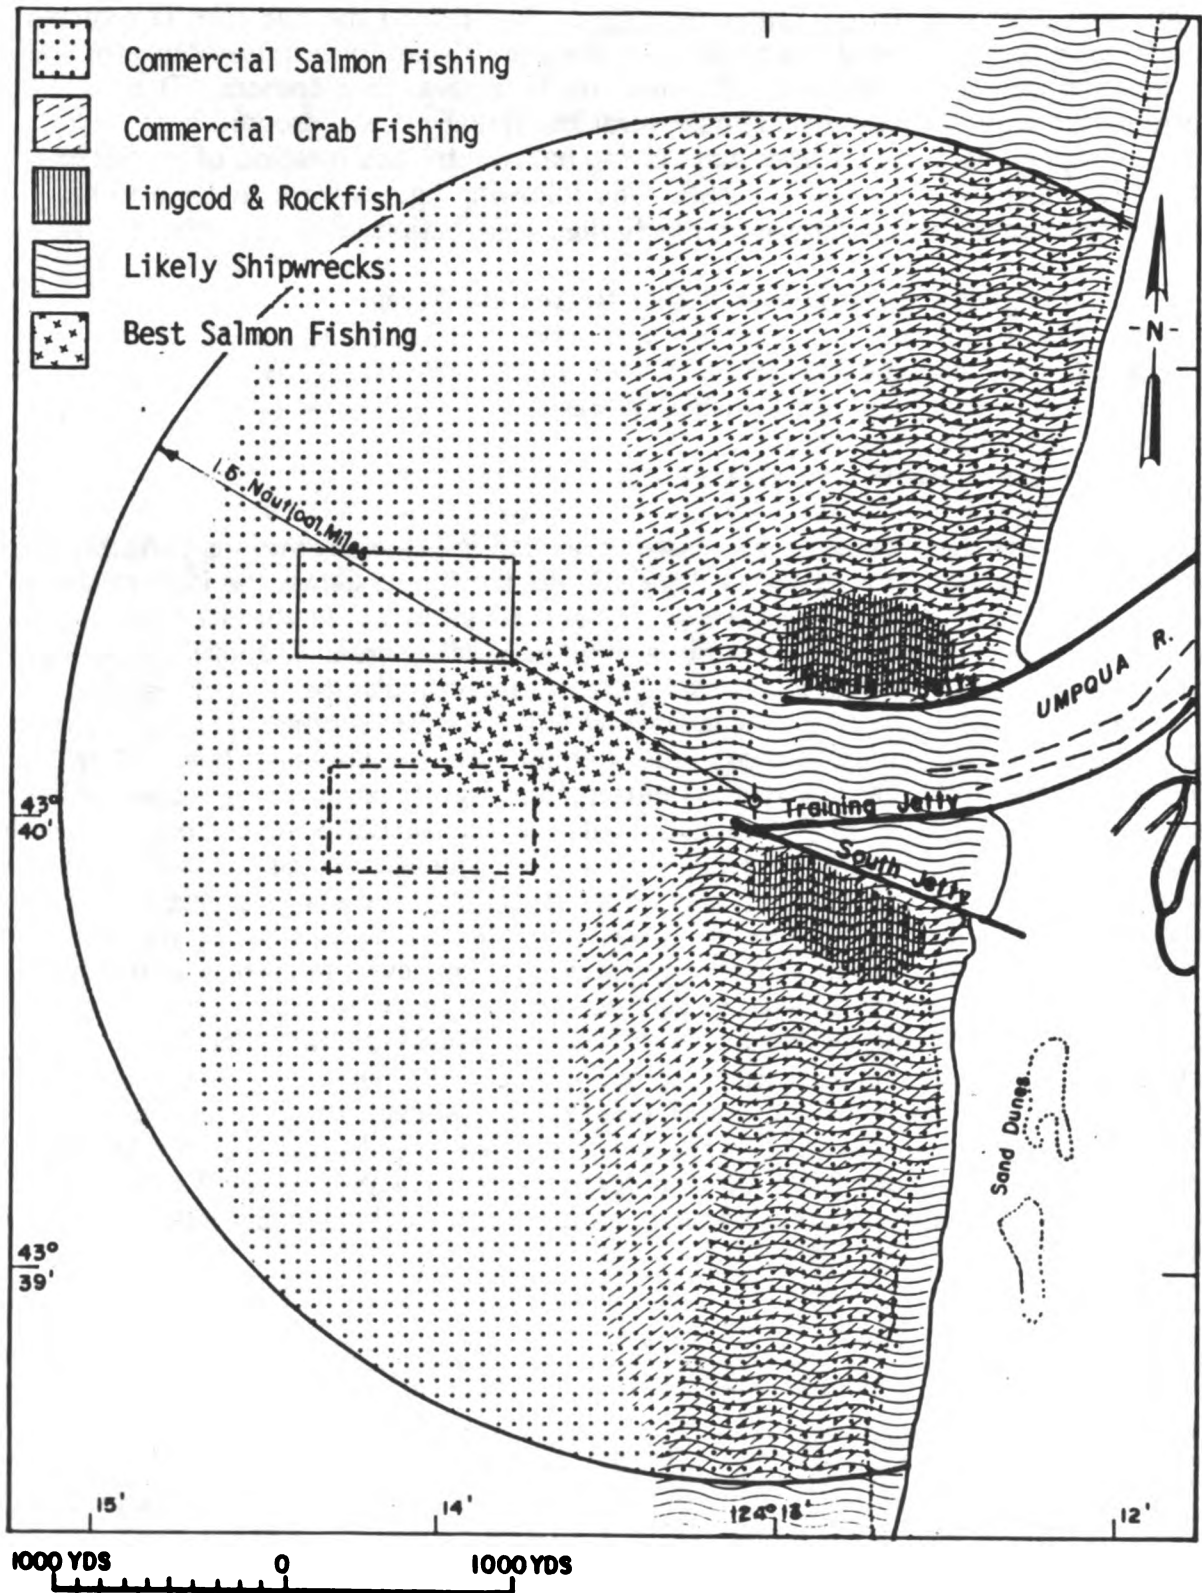 Commercial Salmon Fishing
Commercial Crab Fishing
Lingcod & Rockfish
Likely Shipwrecks
Best Salmon Fishing
N
1.5 Nautical Miles
UMPQUA R.
Jetty
Training Jetty
South Jetty
43°
40'
Sand Dunes
43°
39'
15'
14'
124° 13'
12'
1000 YDS 0 1000 YDS